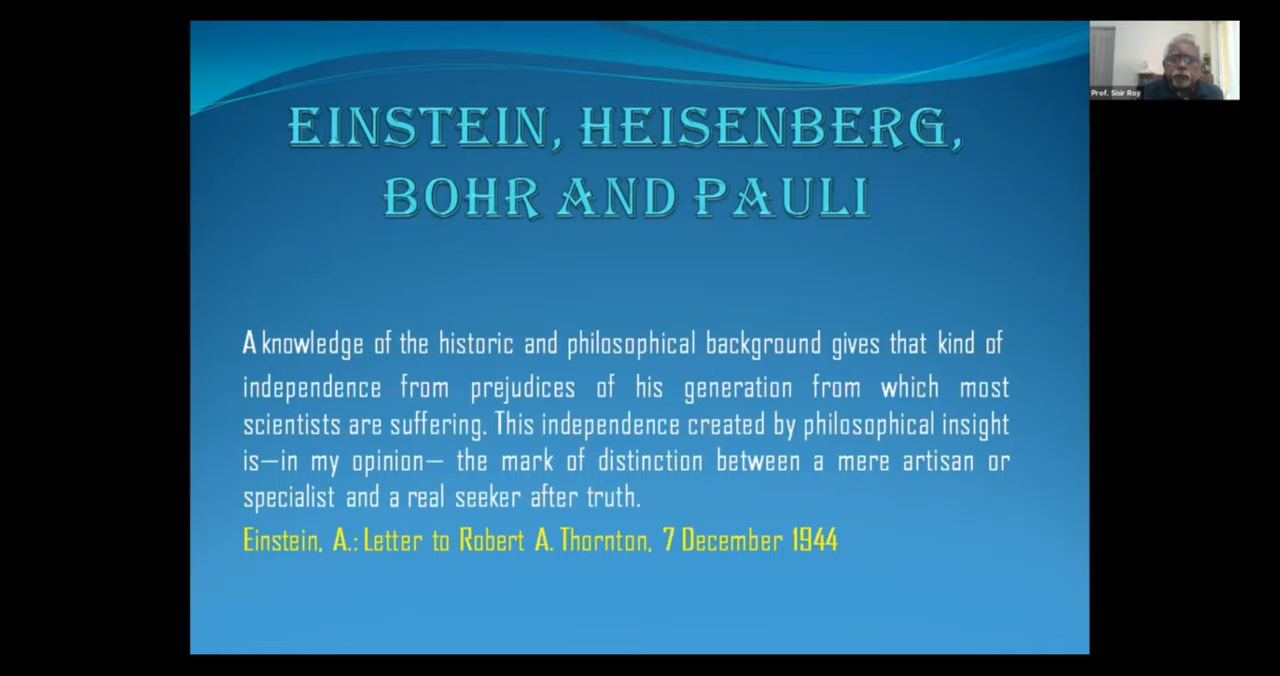 EINSTEIN, HEISENBERG,
BOHR AND PAULI
Prof. Sisir Roy
A knowledge of the historic and philosophical background gives that kind of
independence from prejudices of his generation from which most
scientists are suffering. This independence created by philosophical insight
is—in my opinion— the mark of distinction between a mere artisan or
specialist and a real seeker after truth.
Einstein, A.: Letter to Robert A. Thornton, 7 December 1944